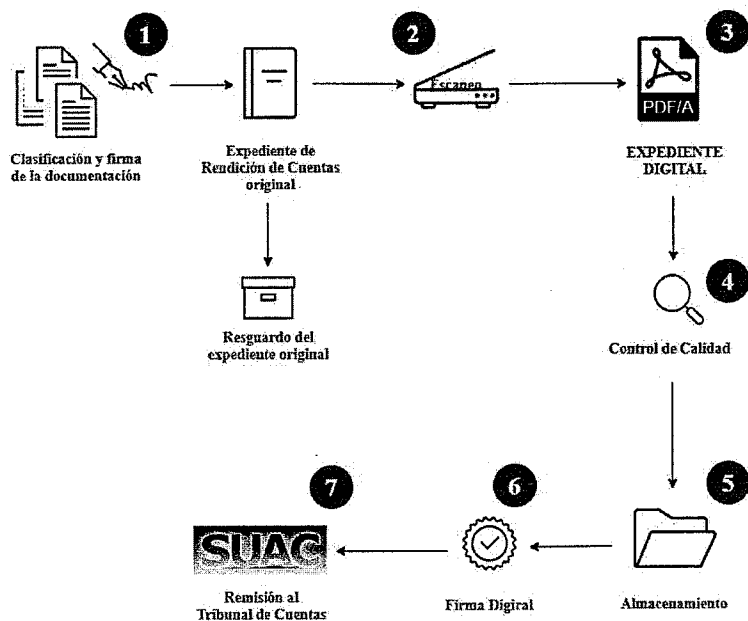 1
Clasificación y firma
de la documentación
Expediente de
Rendición de Cuentas
original
Resguardo del
expediente original
2
Escaneo
3
PDF/A
EXPEDIENTE
DIGITAL
4
Control de Calidad
5
Almacenamiento
6
Firma Digiral
7
SUAC
Remisión al
Tribunal de Cuentas